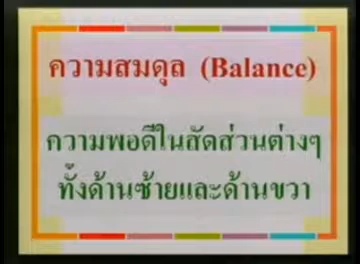 ความสมดุล (Balance)
ความพอดีในสัดส่วนต่างๆ
ทั้งด้านซ้ายและด้านขวา